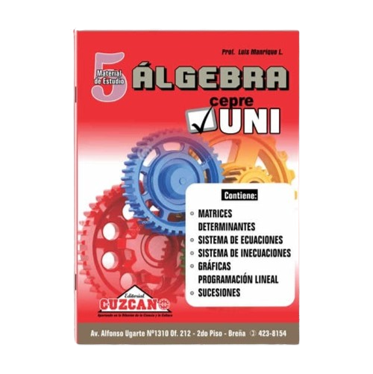 Prof. Luis Manrique L.
5
Material
de Estudio
ÁLGEBRA
cepre
UNI
Contiene:
MATRICES
DETERMINANTES
SISTEMA DE ECUACIONES
SISTEMA DE INECUACIONES
GRÁFICAS
PROGRAMACIÓN LINEAL
SUCESIONES
Editorial
CUZCANO
Av. Alfonso Ugarte Nº1310 Of. 212 - 2do Piso - Breña 423-8154